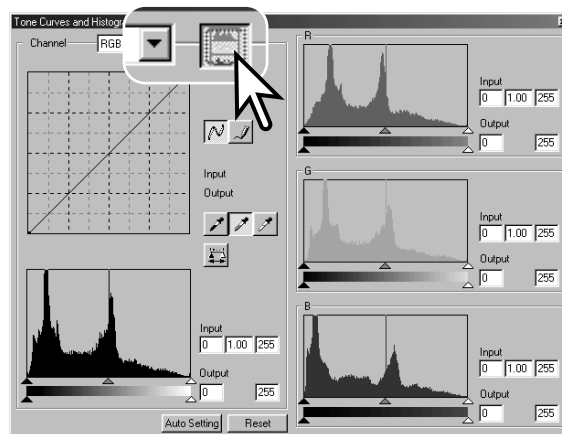 Tone Curves and Histogra
Channel RGB
Input
Output
Input
0 1.00 255
Output
0 255
Auto Setting Reset
R
Input
0 1.00 255
Output
0 255
G
Input
0 1.00 255
Output
0 255
B
Input
0 1.00 255
Output
0 255